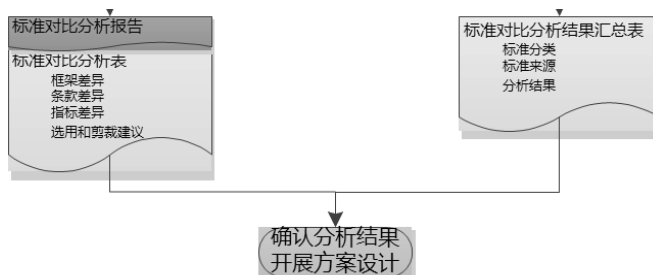 标准对比分析报告
标准对比分析表
框架差异
条款差异
指标差异
选用和剪裁建议
标准对比分析结果汇总表
标准分类
标准来源
分析结果
确认分析结果
开展方案设计